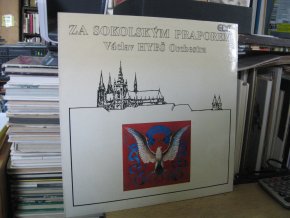 ZA SOKOLSKÝM PRAPOREM
Václav HYBŠ Orchestra